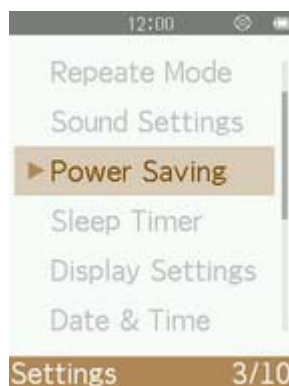 12:00
Repeate Mode
Sound Settings
Power Saving
Sleep Timer
Display Settings
Date & Time
Settings 3/10